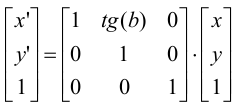 [x'] = [1 tg(b) 0] · [x]
[y'] = [0 1 0] · [y]
[1] = [0 0 1] · [1]